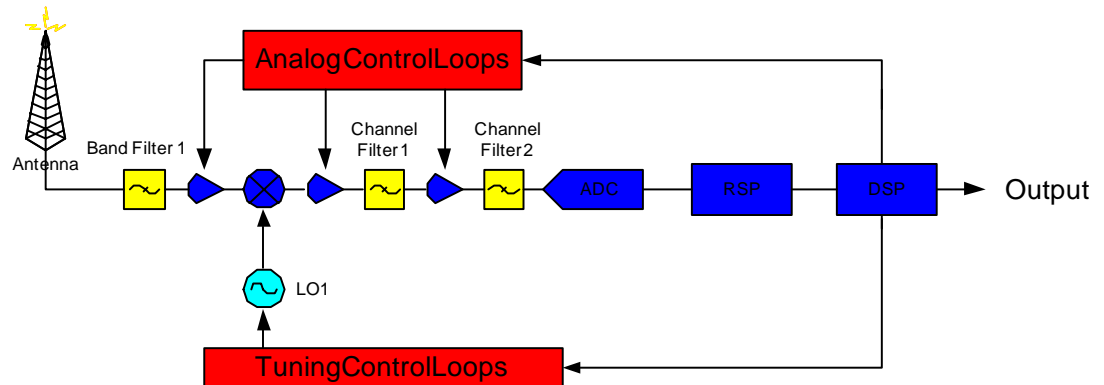 AnalogControlLoops
Antenna
Band Filter 1
Channel
Filter1
Channel
Filter2
ADC
RSP
DSP
Output
LO1
TuningControlLoops